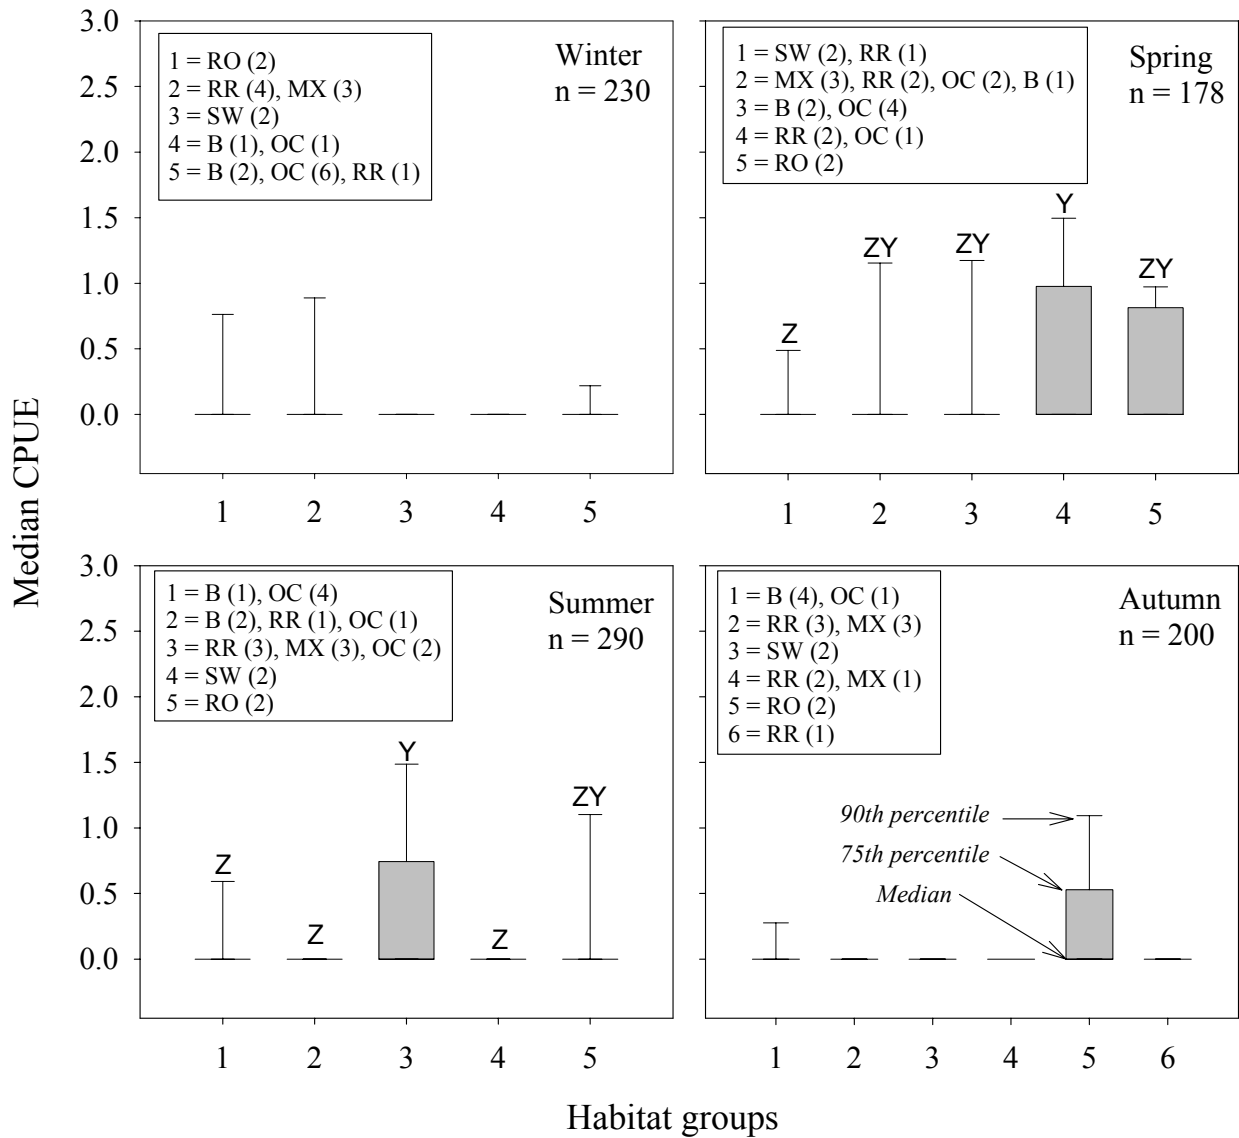 Median CPUE
3.0
2.5
2.0
1.5
1.0
0.5
0.0
1 = RO (2)
2 = RR (4), MX (3)
3 = SW (2)
4 = B (1), OC (1)
5 = B (2), OC (6), RR (1)
Winter
n = 230
1 2 3 4 5
1 = SW (2), RR (1)
2 = MX (3), RR (2), OC (2), B (1)
3 = B (2), OC (4)
4 = RR (2), OC (1)
5 = RO (2)
Spring
n = 178
Z ZY ZY Y ZY
1 2 3 4 5
3.0
2.5
2.0
1.5
1.0
0.5
0.0
1 = B (1), OC (4)
2 = B (2), RR (1), OC (1)
3 = RR (3), MX (3), OC (2)
4 = SW (2)
5 = RO (2)
Summer
n = 290
Z Z Y Z ZY
1 2 3 4 5
1 = B (4), OC (1)
2 = RR (3), MX (3)
3 = SW (2)
4 = RR (2), MX (1)
5 = RO (2)
6 = RR (1)
Autumn
n = 200
90th percentile
75th percentile
Median
1 2 3 4 5 6
Habitat groups